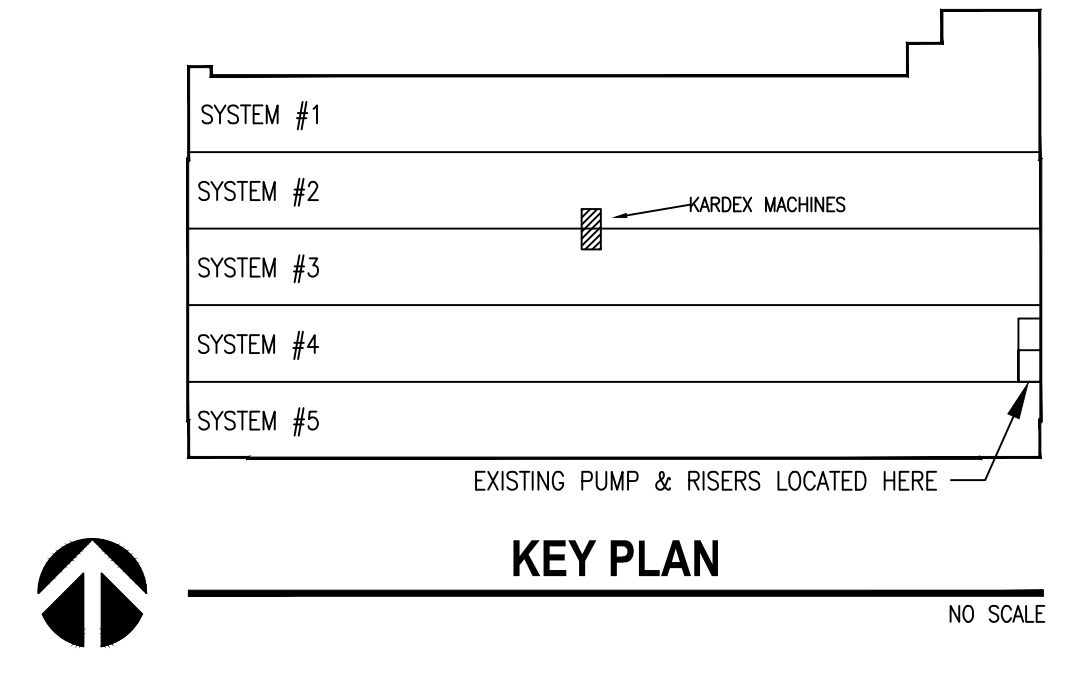 SYSTEM #1
SYSTEM #2
KARDEX MACHINES
SYSTEM #3
SYSTEM #4
SYSTEM #5
EXISTING PUMP & RISERS LOCATED HERE
KEY PLAN
NO SCALE